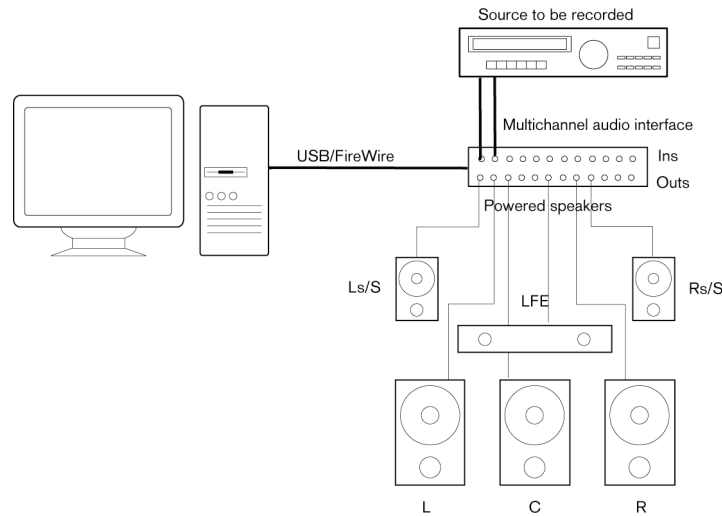 Source to be recorded
Multichannel audio interface
USB/FireWire
Ins
Outs
Powered speakers
Ls/S
Rs/S
LFE
L
C
R